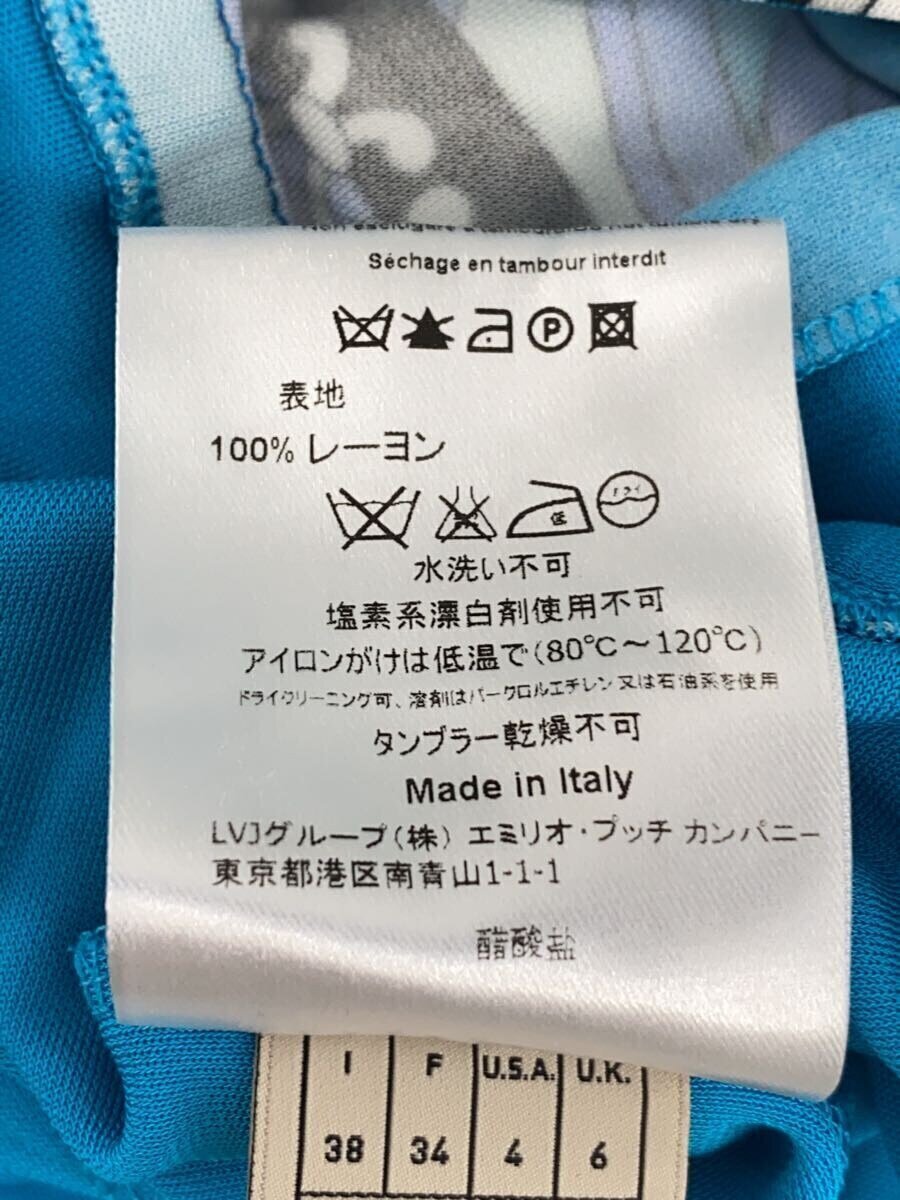 Séchage en tambour interdit
P
表地
100% レーヨン
低 ドライ
水洗い不可
塩素系漂白剤使用不可
アイロンがけは低温で(80℃〜120℃)
ドライクリーニング可、溶剤はパークロルエチレン又は石油系を使用
タンブラー乾燥不可
Made in Italy
LVJグループ(株) エミリオ・プッチ カンパニー
東京都港区南青山1-1-1
醋酸盐
I F U.S.A. U.K.
38 34 4 6